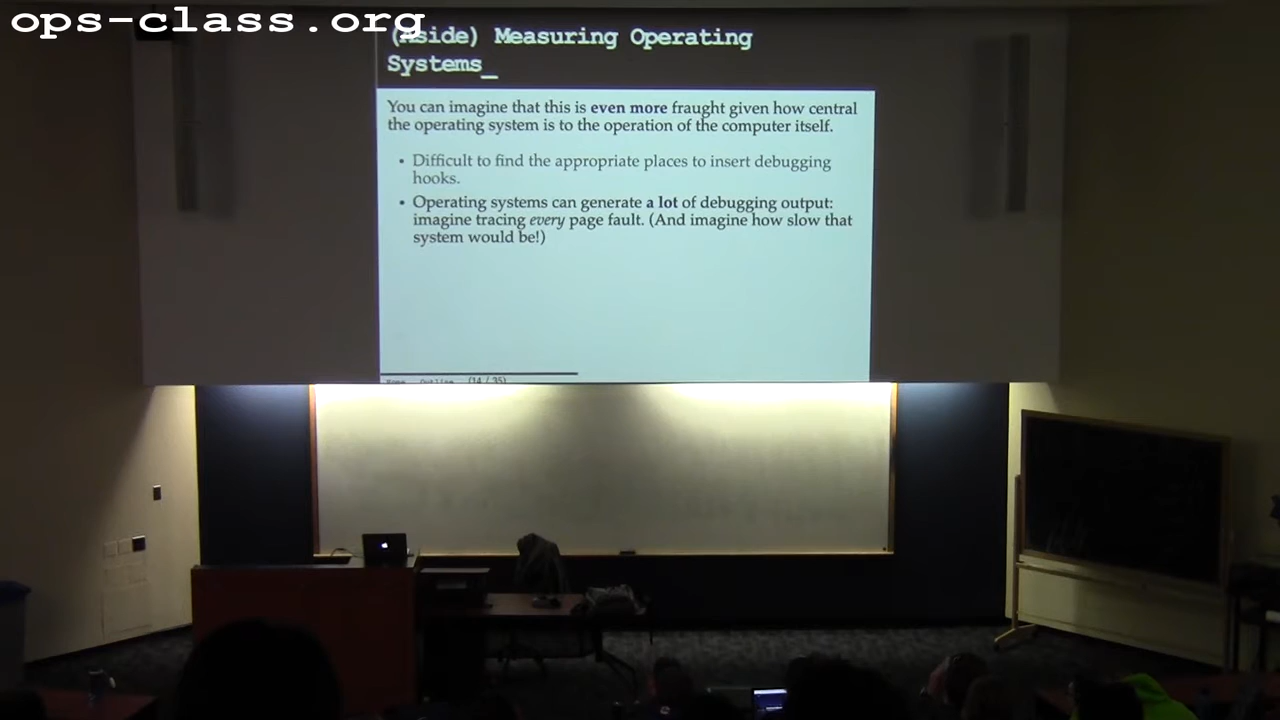 ops-class.org
(Aside) Measuring Operating
Systems_
You can imagine that this is even more fraught given how central
the operating system is to the operation of the computer itself.
• Difficult to find the appropriate places to insert debugging
hooks.
• Operating systems can generate a lot of debugging output:
imagine tracing every page fault. (And imagine how slow that
system would be!)
(14 / 35)